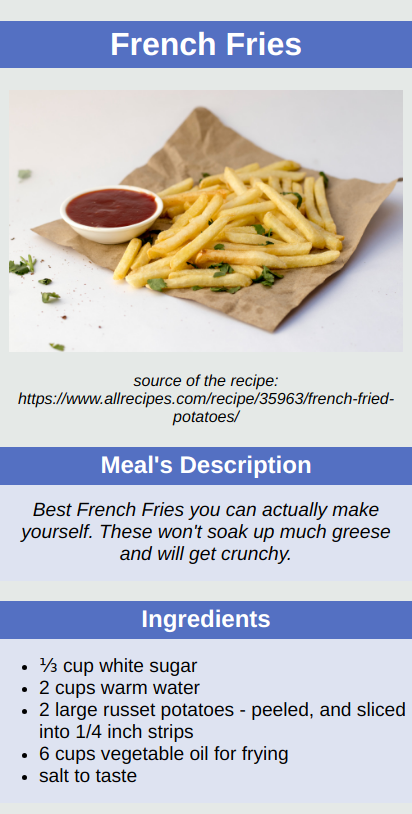 French Fries
source of the recipe:
https://www.allrecipes.com/recipe/35963/french-fried-
potatoes/
Meal's Description
Best French Fries you can actually make
yourself. These won't soak up much greese
and will get crunchy.
Ingredients
• ⅓ cup white sugar
• 2 cups warm water
• 2 large russet potatoes - peeled, and sliced
into 1/4 inch strips
• 6 cups vegetable oil for frying
• salt to taste